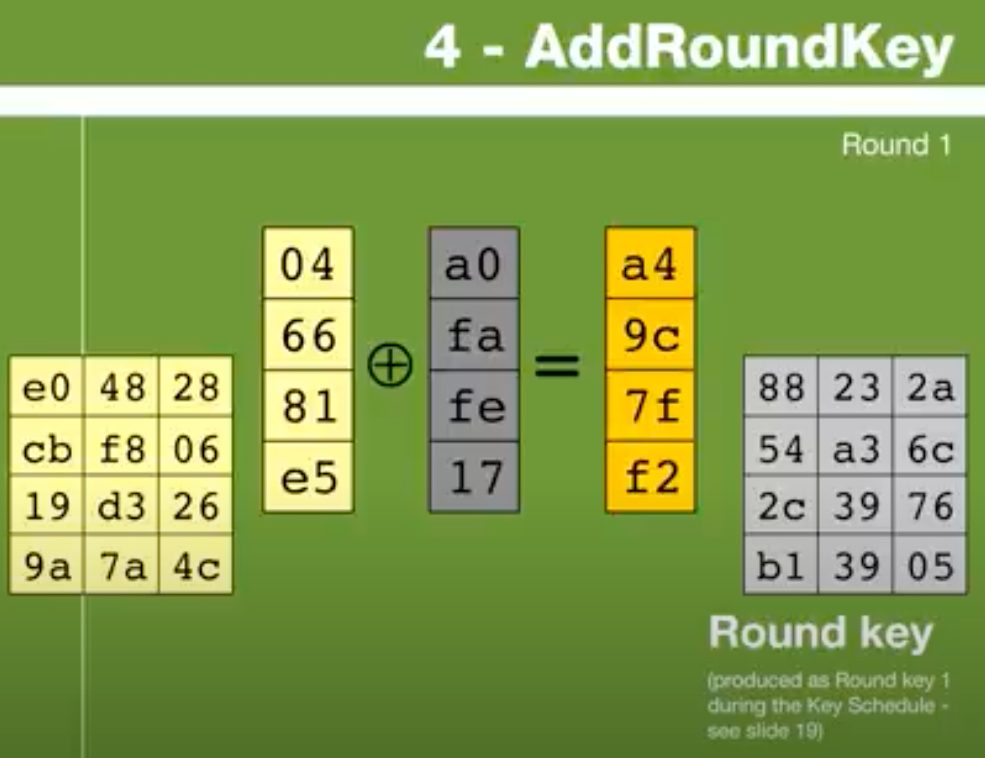 4 - AddRoundKey
Round 1
04 ⊕ a0 = a4
66 fa 9c
81 fe 7f
e5 17 f2
e0 48 28
cb f8 06
19 d3 26
9a 7a 4c
88 23 2a
54 a3 6c
2c 39 76
b1 39 05
Round key
(produced as Round key 1
during the Key Schedule -
see slide 19)